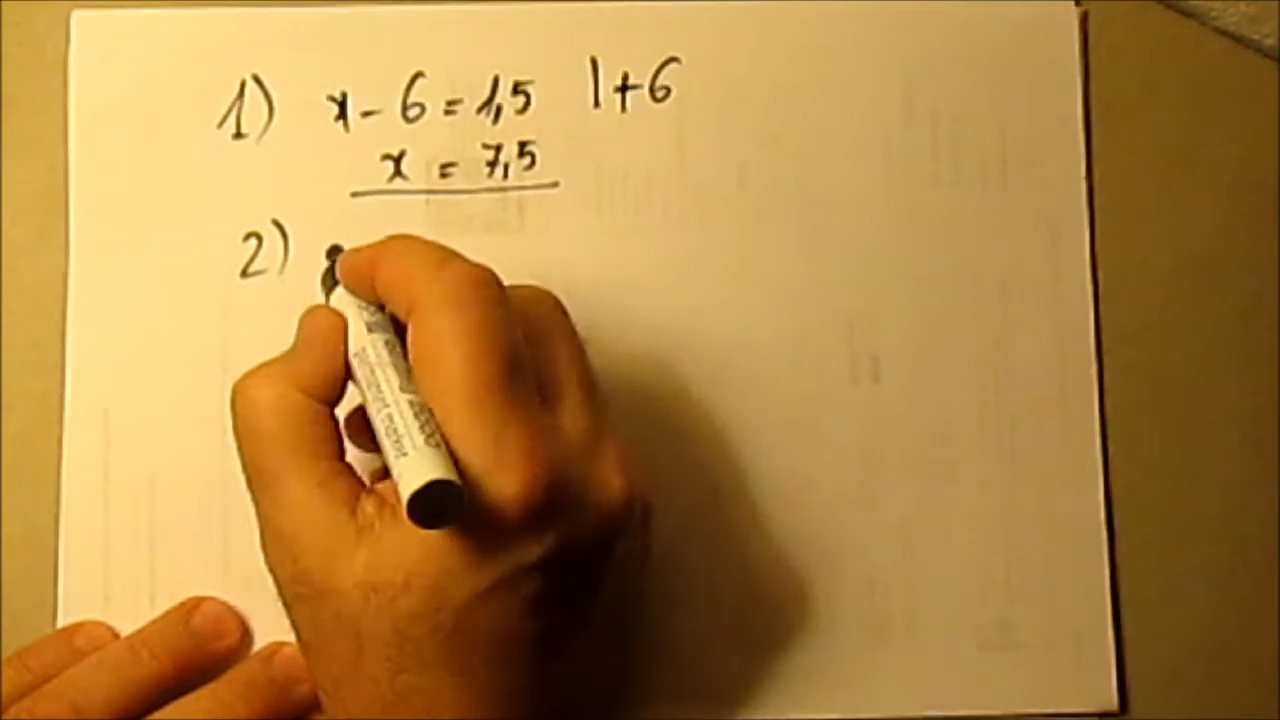 1) x - 6 = 1,5 |+6
x = 7,5
2)